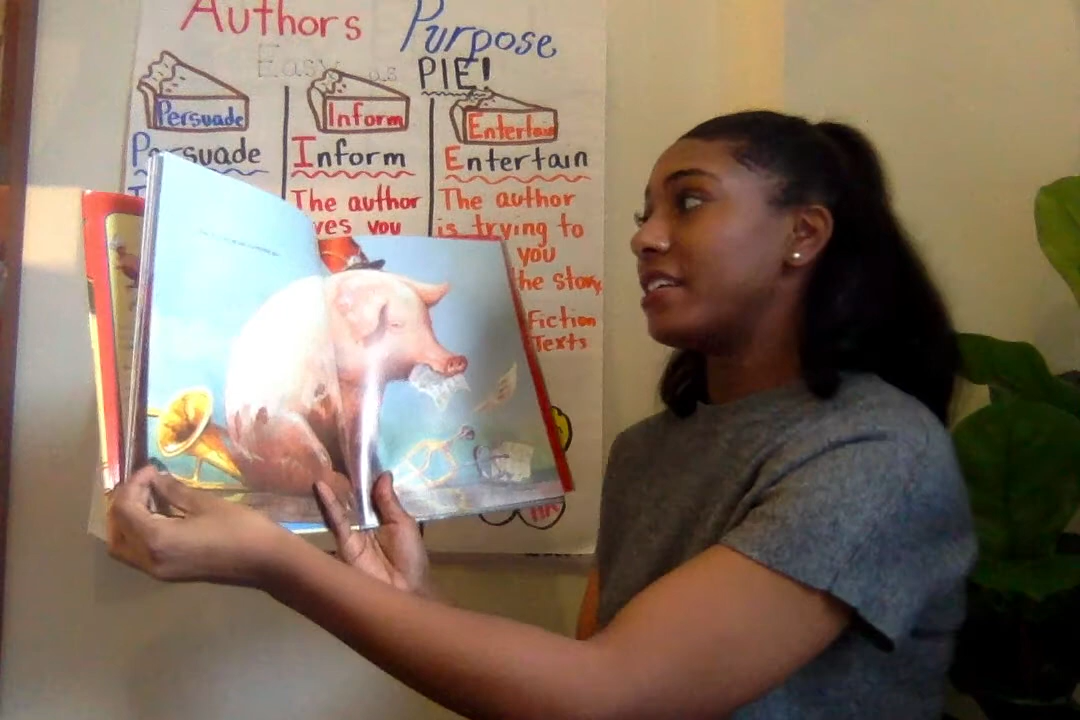 Authors Purpose
Easy as PIE!
Persuade
Persuade
Inform
Inform
The author
you
Entertain
Entertain
The author
is trying to
you
the story.
Fiction
Texts